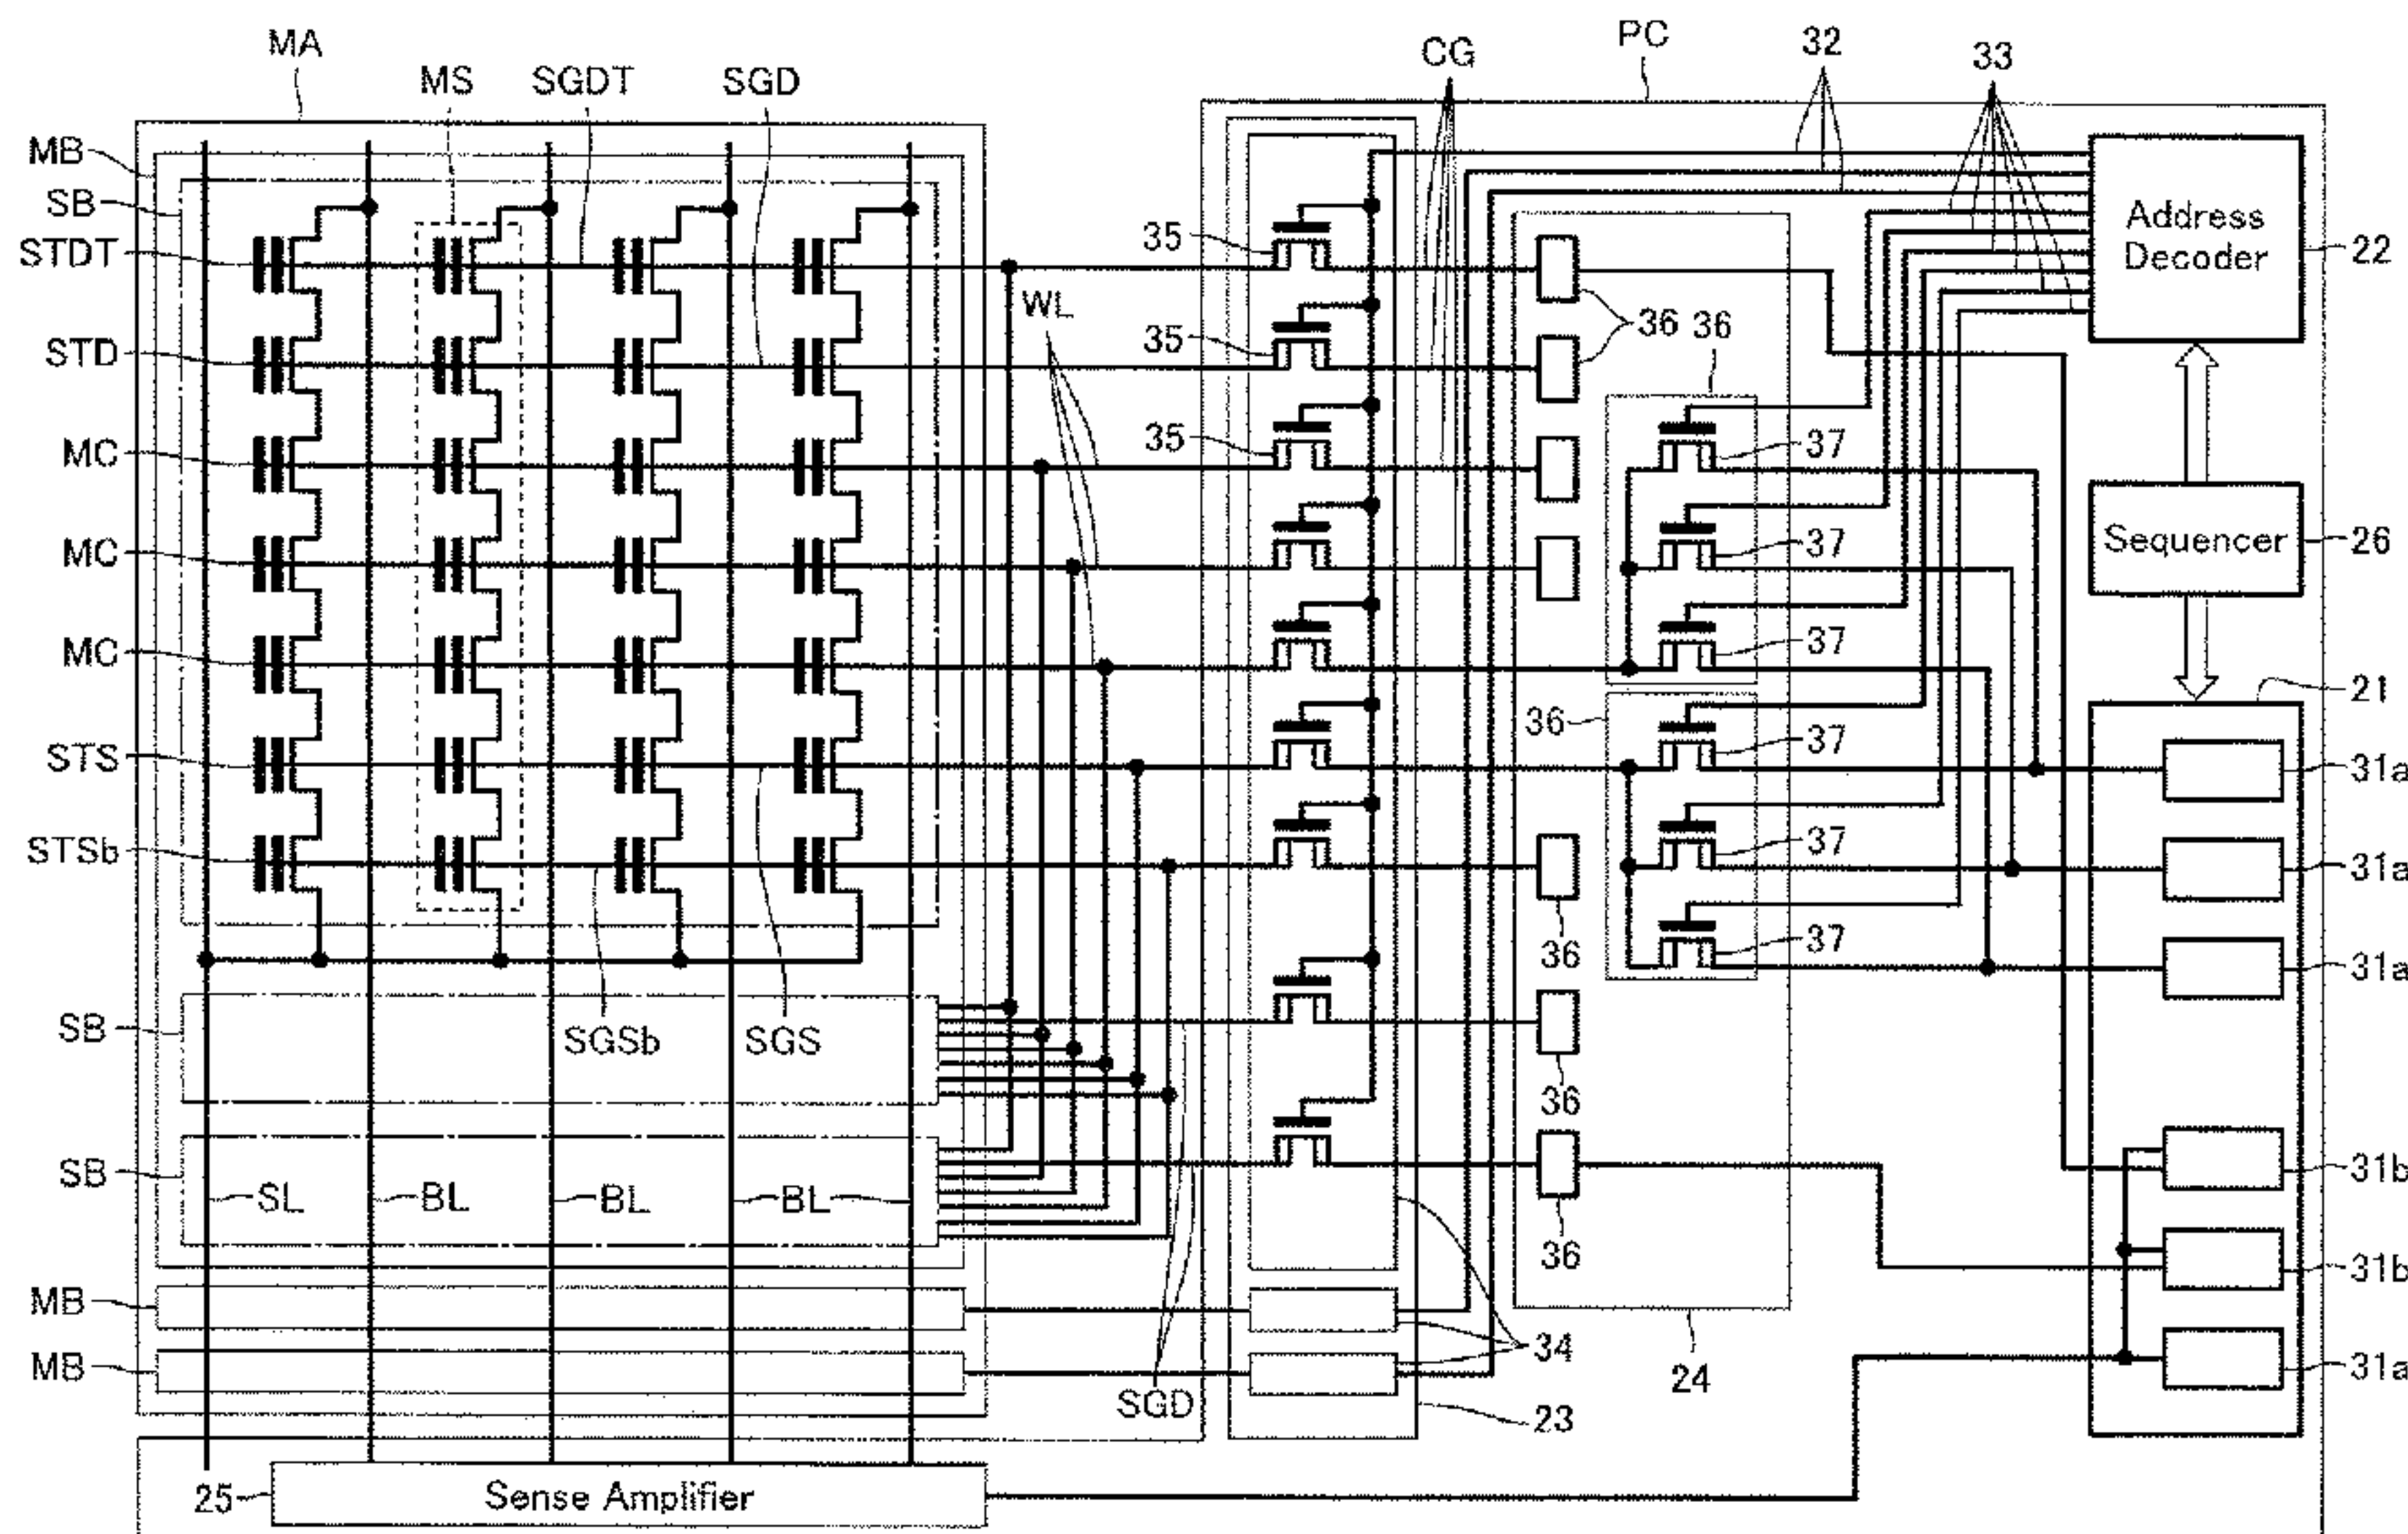 PC
MA
CG
32
33
MS
SGDT
SGD
MB
SB
STDT
STD
MC
MC
MC
STS
STSb
WL
35
35
35
36
36
37
37
37
36
37
37
37
Address
Decoder
22
Sequencer
26
21
31a
31a
31a
36
SB
SGSb
SGS
36
SB
SL
BL
BL
BL
36
31b
31b
31a
MB
MB
SGD
34
24
23
25
Sense Amplifier